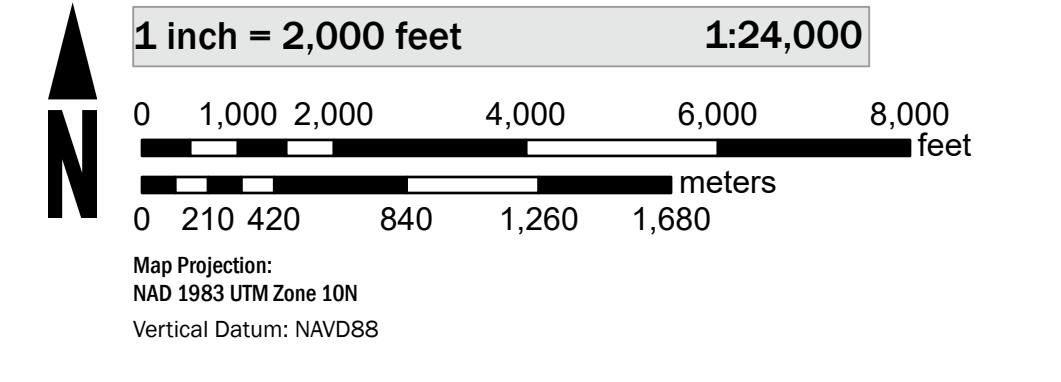 1 inch = 2,000 feet 1:24,000
0 1,000 2,000 4,000 6,000 8,000
feet
meters
0 210 420 840 1,260 1,680
N
Map Projection:
NAD 1983 UTM Zone 10N
Vertical Datum: NAVD88